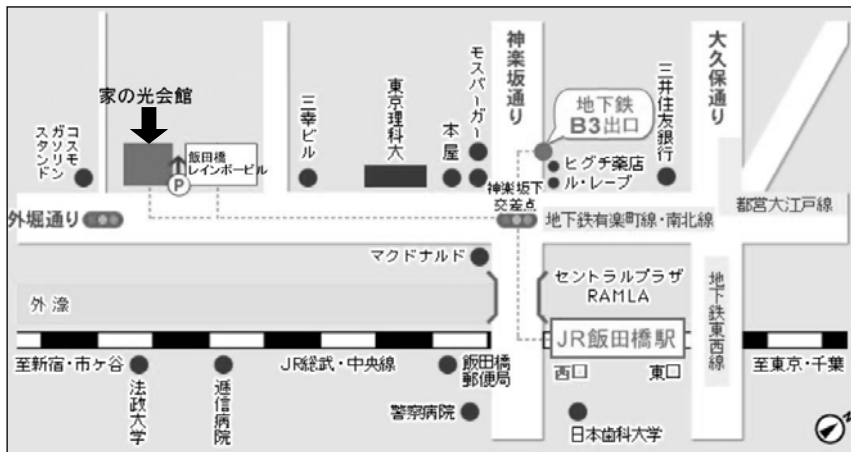 家の光会館
コスモ
ガソリン
スタンド
飯田橋
レインボービル
P
三幸ビル
東京理科大
本屋
モスバーガー
神楽坂通り
地下鉄
B3出口
ヒグチ薬店
ル・レーブ
三井住友銀行
大久保通り
外堀通り
神楽坂下
交差点
地下鉄有楽町線・南北線
都営大江戸線
マクドナルド
セントラルプラザ
RAMLA
地下鉄東西線
外濠
JR飯田橋駅
至新宿・市ヶ谷
JR総武・中央線
飯田橋
郵便局
西口
東口
至東京・千葉
法政大学
逓信病院
警察病院
日本歯科大学
N